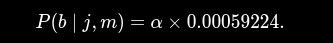 P(b | j, m) = α × 0.00059224.